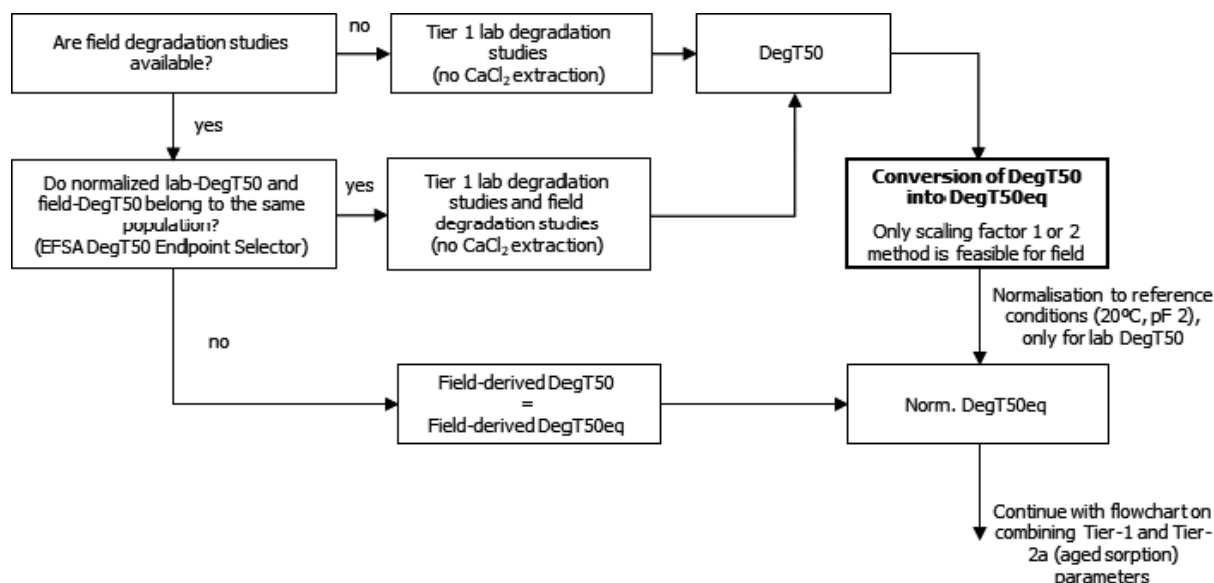 Are field degradation studies
available?
no
Tier 1 lab degradation
studies
(no CaCl₂ extraction)
DegT50
yes
Do normalized lab-DegT50 and
field-DegT50 belong to the same
population?
(EFSA DegT50 Endpoint Selector)
yes
Tier 1 lab degradation
studies and field
degradation studies
(no CaCl₂ extraction)
Conversion of DegT50
into DegT50eq
Only scaling factor 1 or 2
method is feasible for field
Normalisation to reference
conditions (20ºC, pF 2),
only for lab DegT50
no
Field-derived DegT50
=
Field-derived DegT50eq
Norm. DegT50eq
Continue with flowchart on
combining Tier-1 and Tier-
2a (aged sorption)
parameters